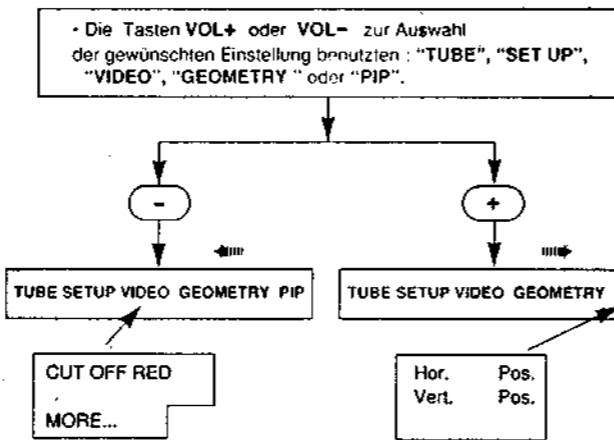 - Die Tasten VOL+ oder VOL- zur Auswahl
der gewünschten Einstellung benutzten : "TUBE", "SET UP",
"VIDEO", "GEOMETRY " oder "PIP".
-
+
TUBE SETUP VIDEO GEOMETRY PIP
TUBE SETUP VIDEO GEOMETRY
CUT OFF RED
MORE...
Hor. Pos.
Vert. Pos.